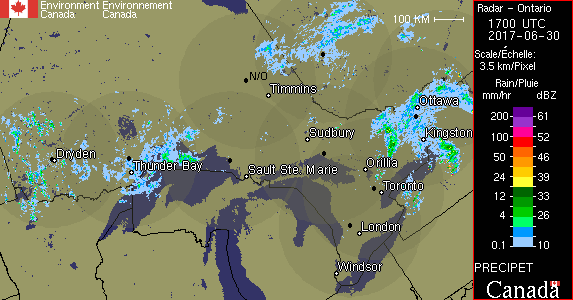 Environment Environnement
Canada Canada
100 KM
N/O
Timmins
Ottawa
Sudbury
Kingston
Dryden
Thunder Bay
Sault Ste. Marie
Orillia
Toronto
London
Windsor
Radar - Ontario
1700 UTC
2017-06-30
Scale/Échelle:
3.5 km/Pixel
Rain/Pluie
mm/hr dBZ
200 61
100 52
50 46
24 39
12 33
4 26
0.1 10
PRECIPET
Canada